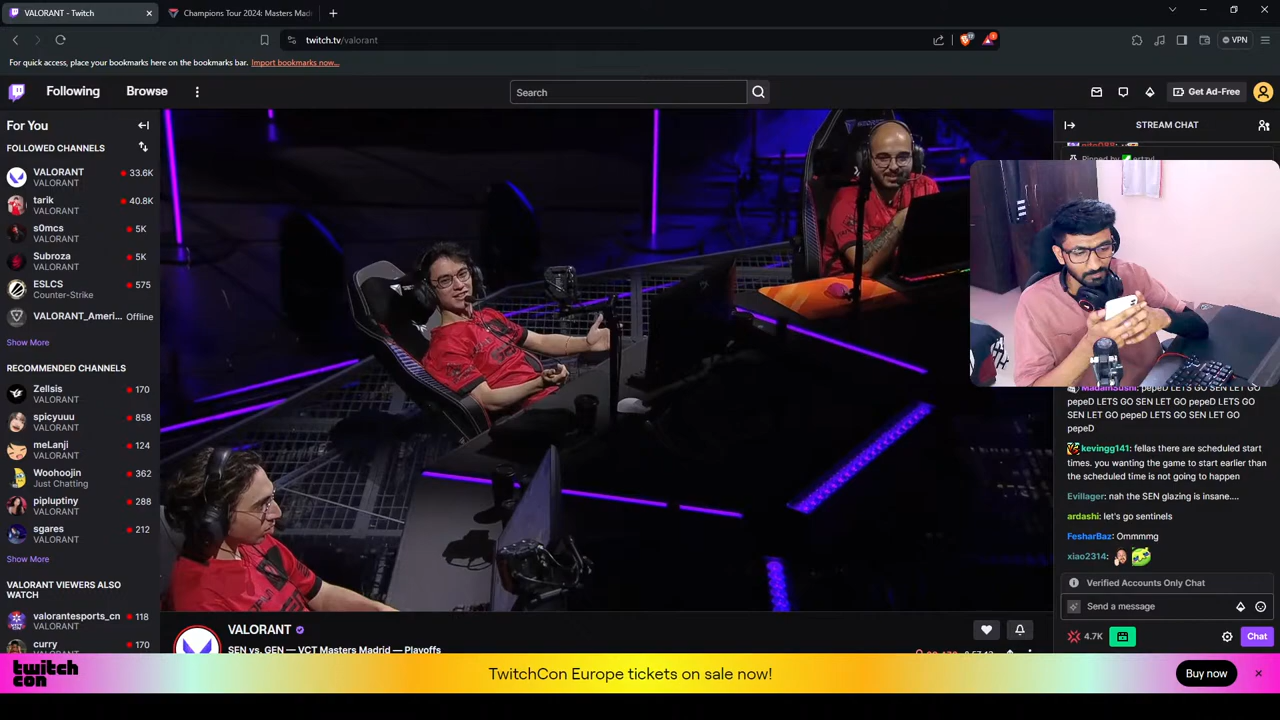 VALORANT - Twitch
Champions Tour 2024: Masters Mad
twitch.tv/valorant
VPN
For quick access, place your bookmarks here on the bookmarks bar. Import bookmarks now...
Following
Browse
Search
Get Ad-Free
For You
FOLLOWED CHANNELS
VALORANT
VALORANT
33.6K
tarik
VALORANT
40.8K
s0mcs
VALORANT
5K
Subroza
VALORANT
5K
ESLCS
Counter-Strike
575
VALORANT_Ameri...
Offline
Show More
RECOMMENDED CHANNELS
Zellsis
VALORANT
170
spicyuuu
VALORANT
858
meLanji
VALORANT
124
Woohoojin
Just Chatting
362
pipluptiny
VALORANT
288
sgares
VALORANT
212
Show More
VALORANT VIEWERS ALSO
WATCH
valorantesports_cn
VALORANT
118
curry
170
VALORANT
SEN vs. GEN — VCT Masters Madrid — Playoffs
STREAM CHAT
MadamSushi: pepeD LETS GO SEN LET GO
pepeD LETS GO SEN LET GO pepeD LETS GO
SEN LET GO pepeD LETS GO SEN LET GO
pepeD
kevingg141: fellas there are scheduled start
times. you wanting the game to start earlier than
the scheduled time is not going to happen
Evillager: nah the SEN glazing is insane....
ardashi: let's go sentinels
FesharBaz: Ommmmg
xiao2314:
Verified Accounts Only Chat
Send a message
4.7K
Chat
twitch
con
TwitchCon Europe tickets on sale now!
Buy now